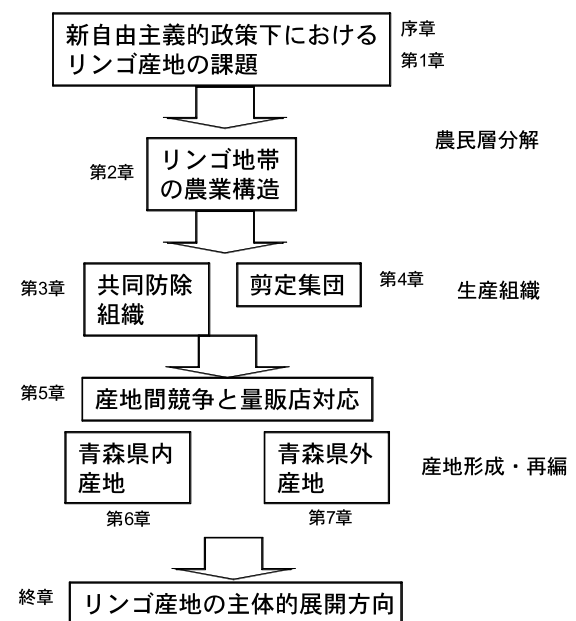 新自由主義的政策下における
リンゴ産地の課題
序章
第1章
農民層分解
第2章
リンゴ地帯
の農業構造
第3章
共同防除
組織
剪定集団
第4章
生産組織
第5章
産地間競争と量販店対応
青森県内
産地
青森県外
産地
産地形成・再編
第6章
第7章
終章
リンゴ産地の主体的展開方向